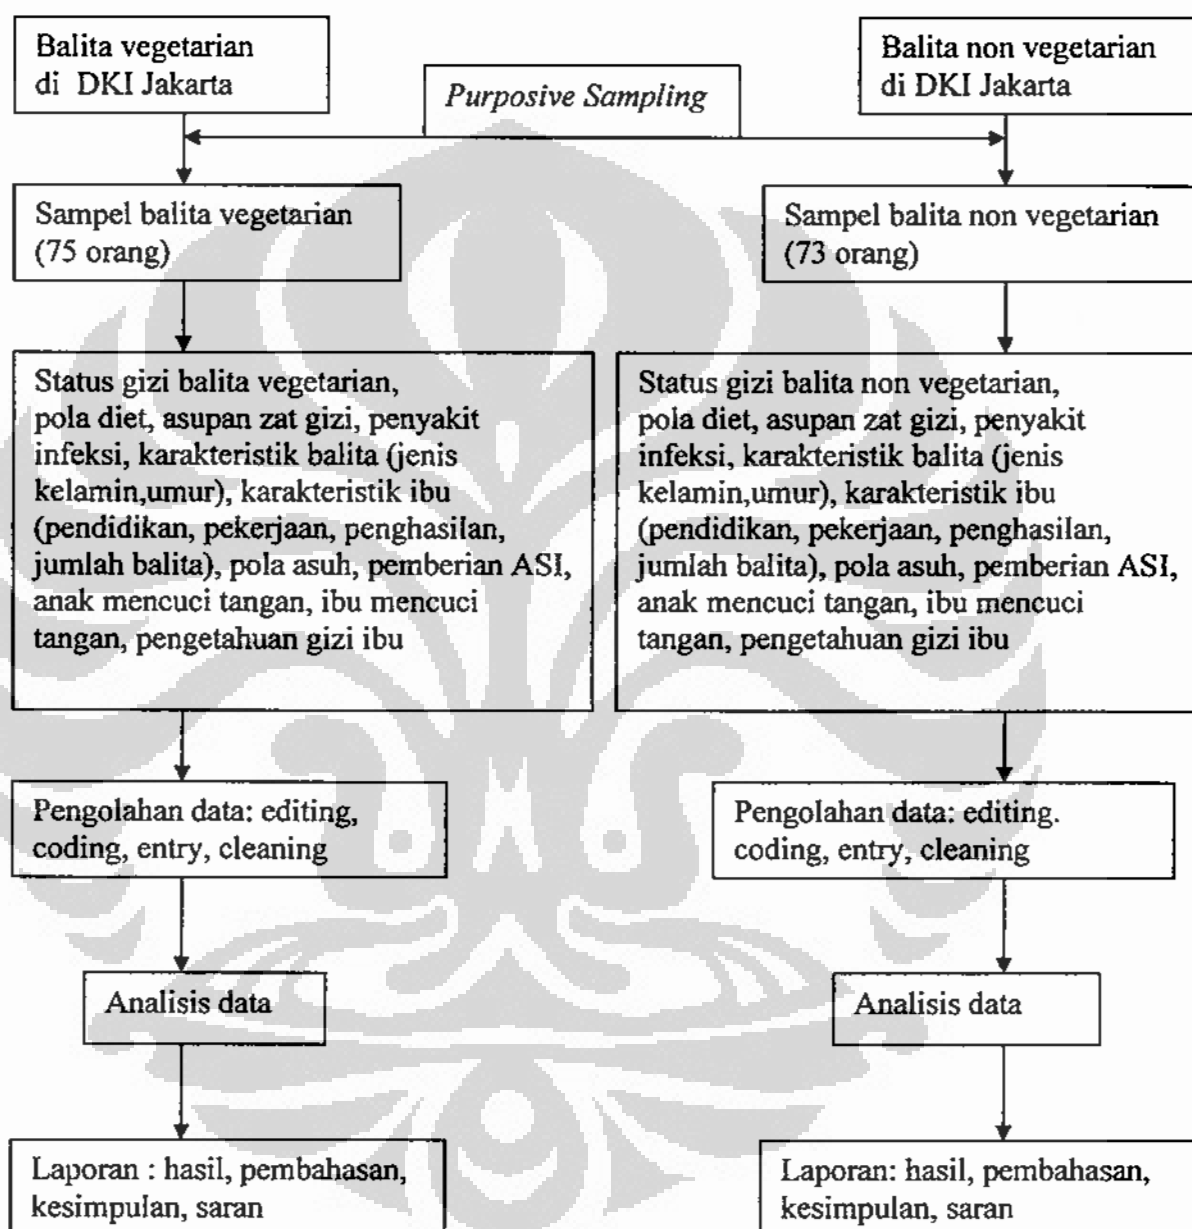 Balita vegetarian
di DKI Jakarta
Purposive Sampling
Balita non vegetarian
di DKI Jakarta
Sampel balita vegetarian
(75 orang)
Sampel balita non vegetarian
(73 orang)
Status gizi balita vegetarian,
pola diet, asupan zat gizi, penyakit
infeksi, karakteristik balita (jenis
kelamin,umur), karakteristik ibu
(pendidikan, pekerjaan, penghasilan,
jumlah balita), pola asuh, pemberian ASI,
anak mencuci tangan, ibu mencuci
tangan, pengetahuan gizi ibu
Status gizi balita non vegetarian,
pola diet, asupan zat gizi, penyakit
infeksi, karakteristik balita (jenis
kelamin,umur), karakteristik ibu
(pendidikan, pekerjaan, penghasilan,
jumlah balita), pola asuh, pemberian ASI,
anak mencuci tangan, ibu mencuci
tangan, pengetahuan gizi ibu
Pengolahan data: editing,
coding, entry, cleaning
Pengolahan data: editing.
coding, entry, cleaning
Analisis data
Analisis data
Laporan : hasil, pembahasan,
kesimpulan, saran
Laporan: hasil, pembahasan,
kesimpulan, saran